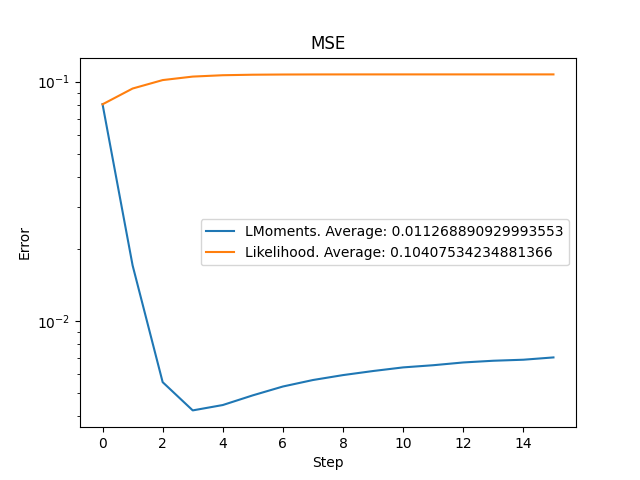 MSE
10⁻¹
10⁻²
Error
LMoments. Average: 0.011268890929993553
Likelihood. Average: 0.10407534234881366
0 2 4 6 8 10 12 14
Step